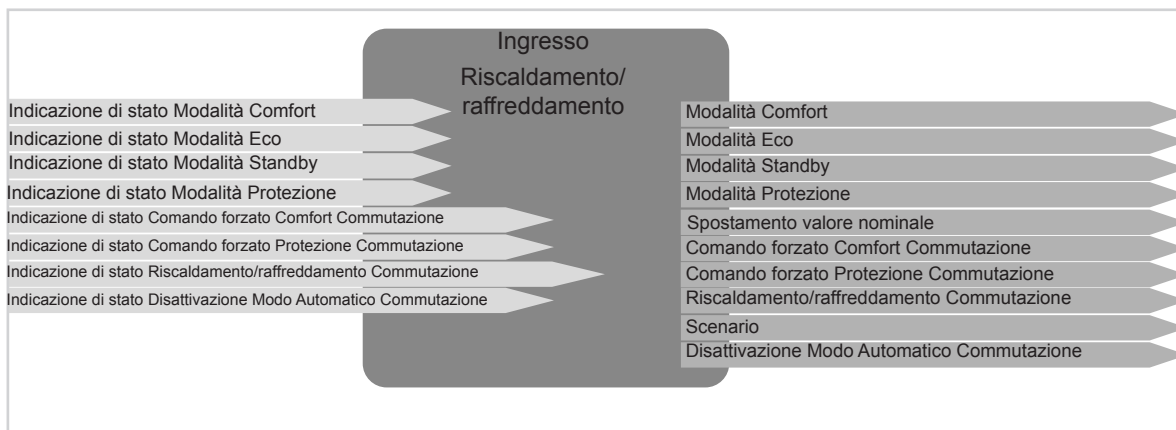 Ingresso
Riscaldamento/
raffreddamento
Indicazione di stato Modalità Comfort
Indicazione di stato Modalità Eco
Indicazione di stato Modalità Standby
Indicazione di stato Modalità Protezione
Indicazione di stato Comando forzato Comfort Commutazione
Indicazione di stato Comando forzato Protezione Commutazione
Indicazione di stato Riscaldamento/raffreddamento Commutazione
Indicazione di stato Disattivazione Modo Automatico Commutazione
Modalità Comfort
Modalità Eco
Modalità Standby
Modalità Protezione
Spostamento valore nominale
Comando forzato Comfort Commutazione
Comando forzato Protezione Commutazione
Riscaldamento/raffreddamento Commutazione
Scenario
Disattivazione Modo Automatico Commutazione